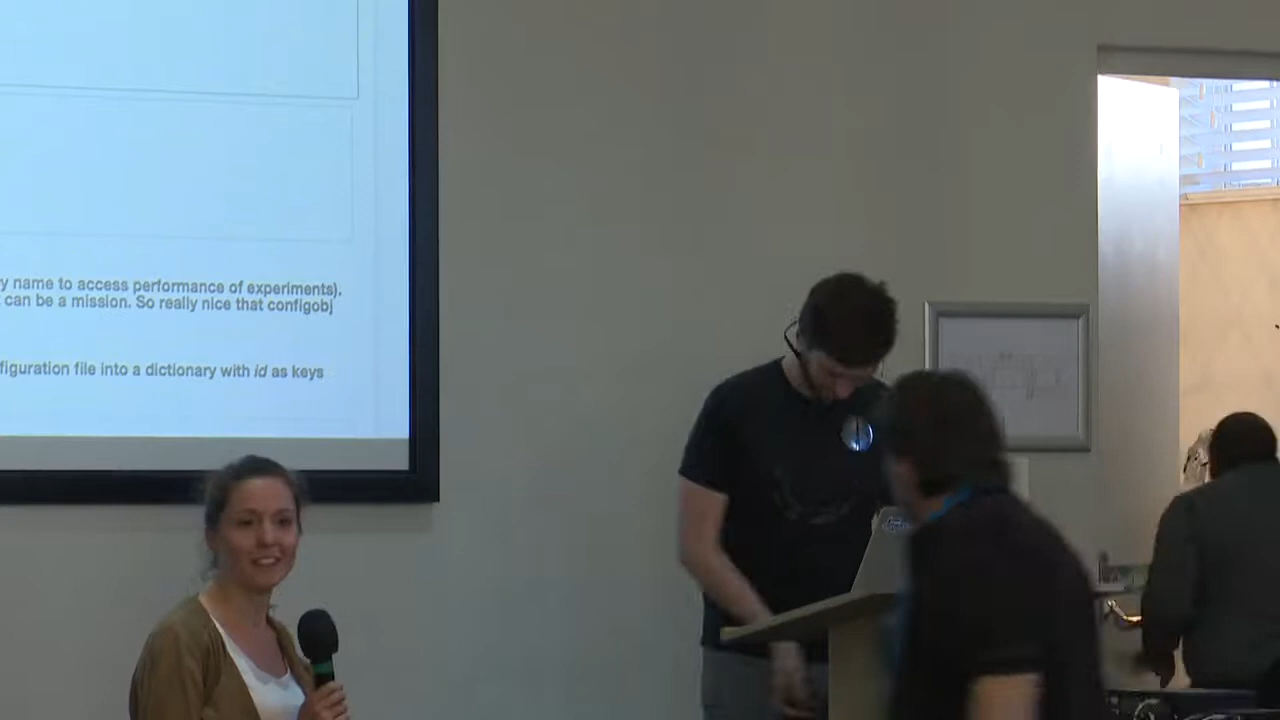 y name to access performance of experiments).
can be a mission. So really nice that configobj
figuration file into a dictionary with id as keys